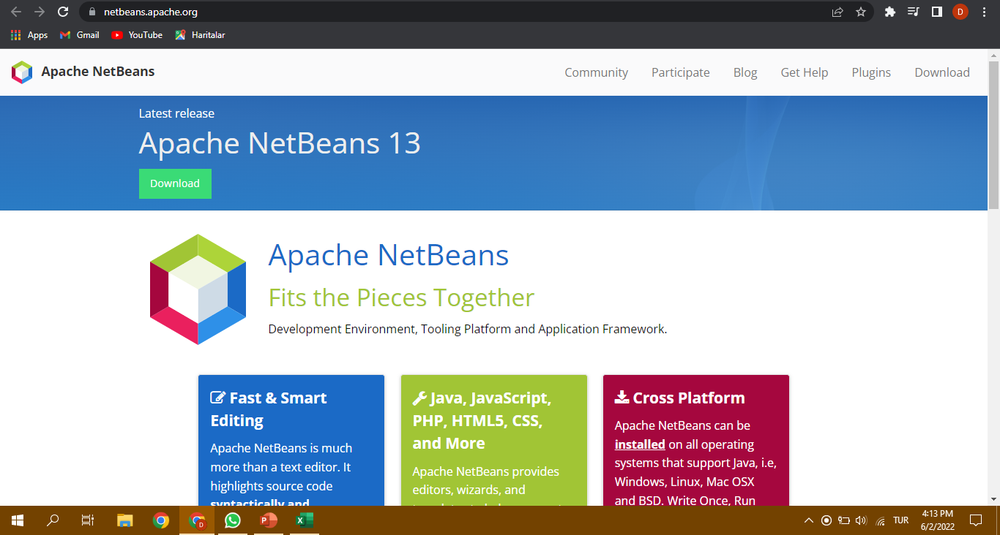 netbeans.apache.org
D
Apps Gmail YouTube Haritalar
Apache NetBeans
Community Participate Blog Get Help Plugins Download
Latest release
Apache NetBeans 13
Download
Apache NetBeans
Fits the Pieces Together
Development Environment, Tooling Platform and Application Framework.
Fast & Smart
Editing
Apache NetBeans is much
more than a text editor. It
highlights source code
syntactically and
Java, JavaScript,
PHP, HTML5, CSS,
and More
Apache NetBeans provides
editors, wizards, and
Cross Platform
Apache NetBeans can be
installed on all operating
systems that support Java, i.e,
Windows, Linux, Mac OSX
and BSD. Write Once, Run
D
P
X
TUR
4:13 PM
6/2/2022